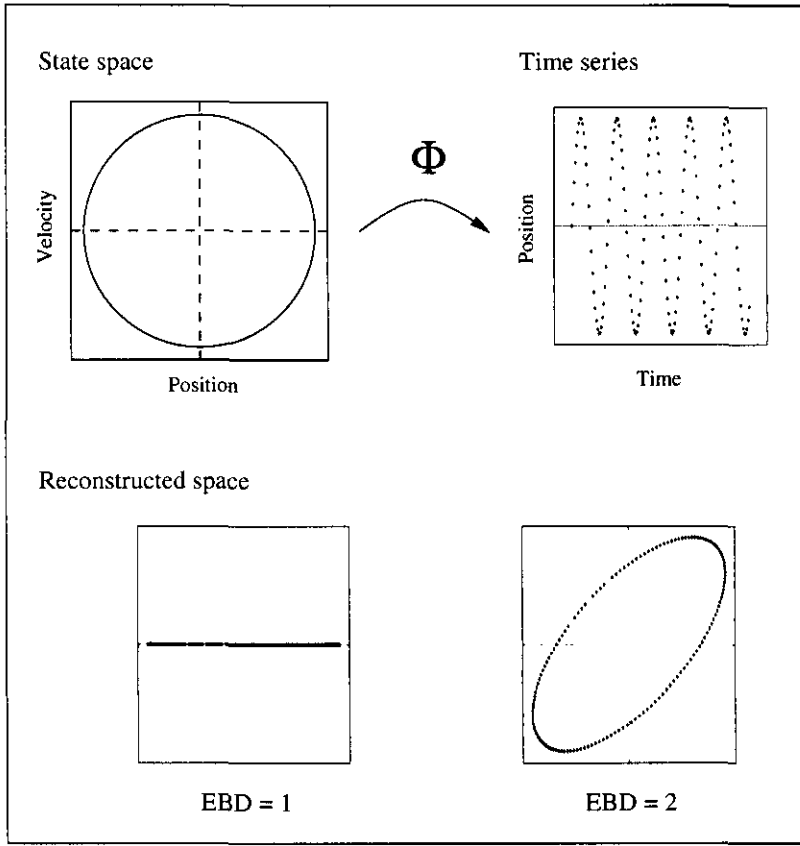 State space
Time series
Velocity
Φ
Position
Position
Time
Reconstructed space
EBD = 1
EBD = 2